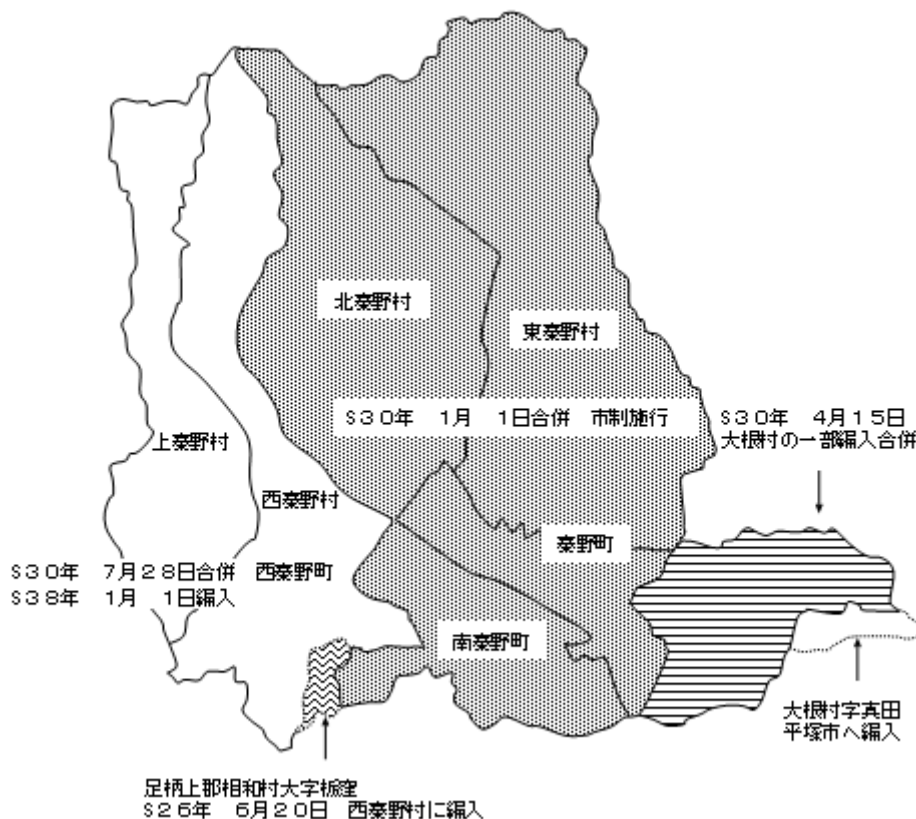 北秦野村
東秦野村
S30年 1月 1日合併 市制施行
S30年 4月15日
大根村の一部編入合併
上秦野村
西秦野村
秦野町
S30年 7月28日合併 西秦野町
S38年 1月 1日編入
南秦野町
大根村字真田
平塚市へ編入
足柄上郡相和村大字栃窪
S26年 6月20日 西秦野村に編入